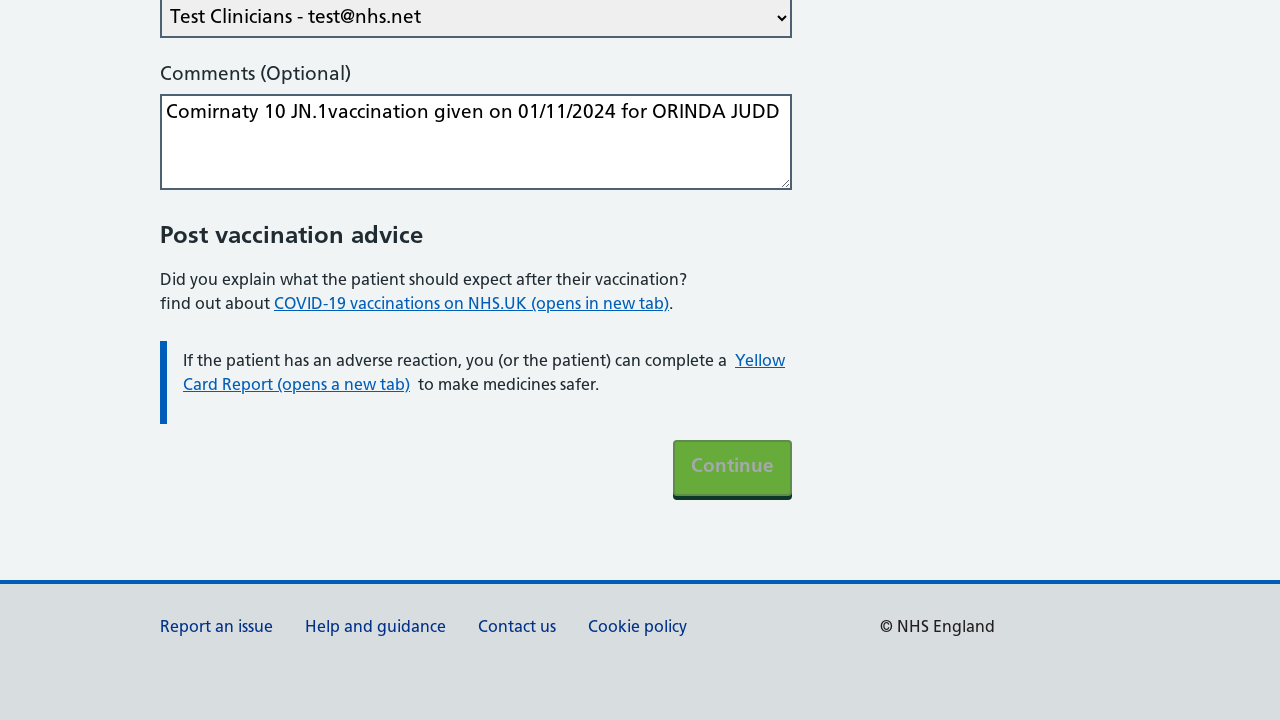 Test Clinicians - test@nhs.net
Comments (Optional)
Comirnaty 10 JN.1vaccination given on 01/11/2024 for ORINDA JUDD
Post vaccination advice
Did you explain what the patient should expect after their vaccination?
find out about COVID-19 vaccinations on NHS.UK (opens in new tab).
If the patient has an adverse reaction, you (or the patient) can complete a Yellow
Card Report (opens a new tab) to make medicines safer.
Continue
Report an issue Help and guidance Contact us Cookie policy © NHS England